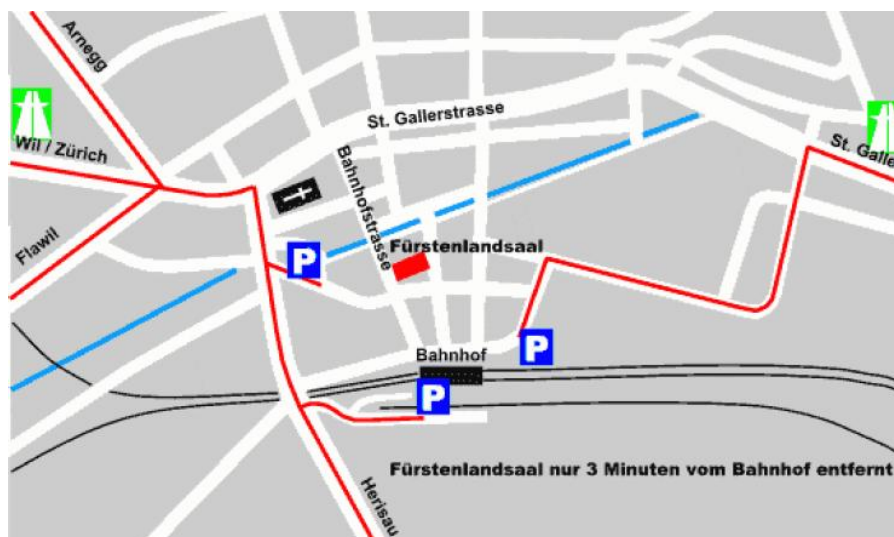 Arnegg
St. Gallerstrasse
Wil / Zürich
St. Galle
Bahnhofstrasse
Flawil
P
Fürstenlandsaal
P
Bahnhof
P
Fürstenlandsaal nur 3 Minuten vom Bahnhof entfernt
Herisau